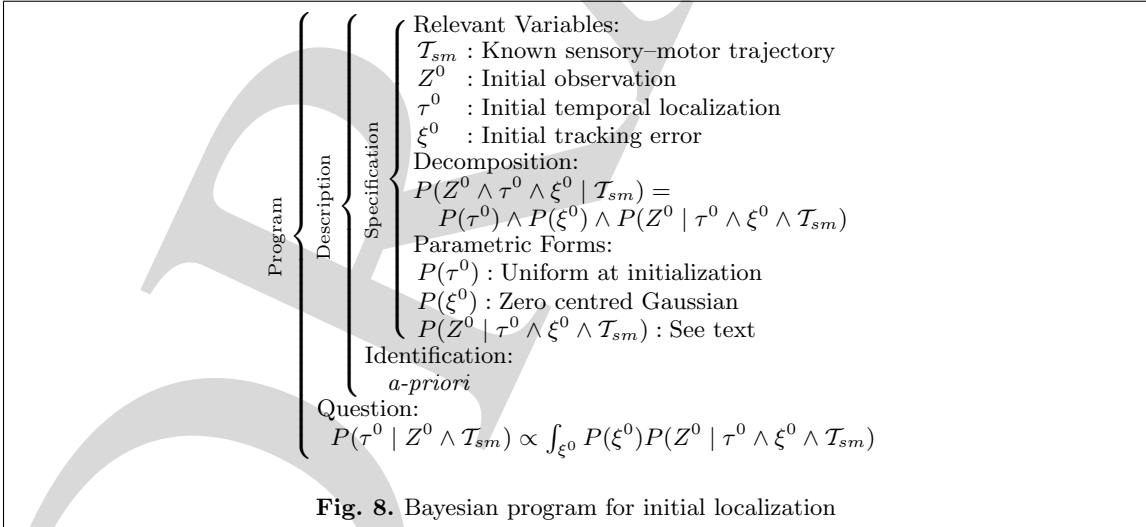 Relevant Variables:
𝒯_sm : Known sensory–motor trajectory
Z^0 : Initial observation
τ^0 : Initial temporal localization
ξ^0 : Initial tracking error
Decomposition:
P(Z^0 ∧ τ^0 ∧ ξ^0 | 𝒯_sm) =
P(τ^0) ∧ P(ξ^0) ∧ P(Z^0 | τ^0 ∧ ξ^0 ∧ 𝒯_sm)
Parametric Forms:
P(τ^0) : Uniform at initialization
P(ξ^0) : Zero centred Gaussian
P(Z^0 | τ^0 ∧ ξ^0 ∧ 𝒯_sm) : See text
Specification
Identification:
a-priori
Description
Question:
P(τ^0 | Z^0 ∧ 𝒯_sm) ∝ ∫_ξ^0 P(ξ^0)P(Z^0 | τ^0 ∧ ξ^0 ∧ 𝒯_sm)
Program
Fig. 8. Bayesian program for initial localization